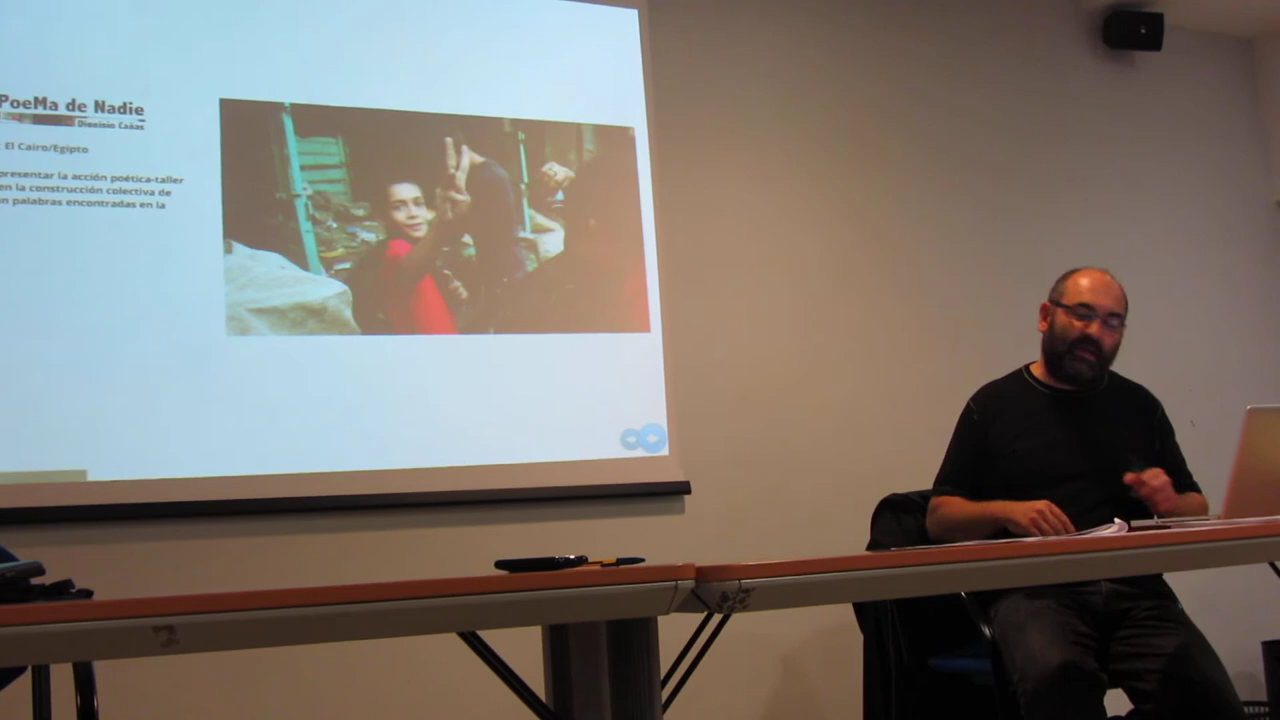 PoeMa de Nadie
Dionisio Cañas
: El Cairo/Egipto
presentar la acción poética-taller
en la construcción colectiva de
n palabras encontradas en la